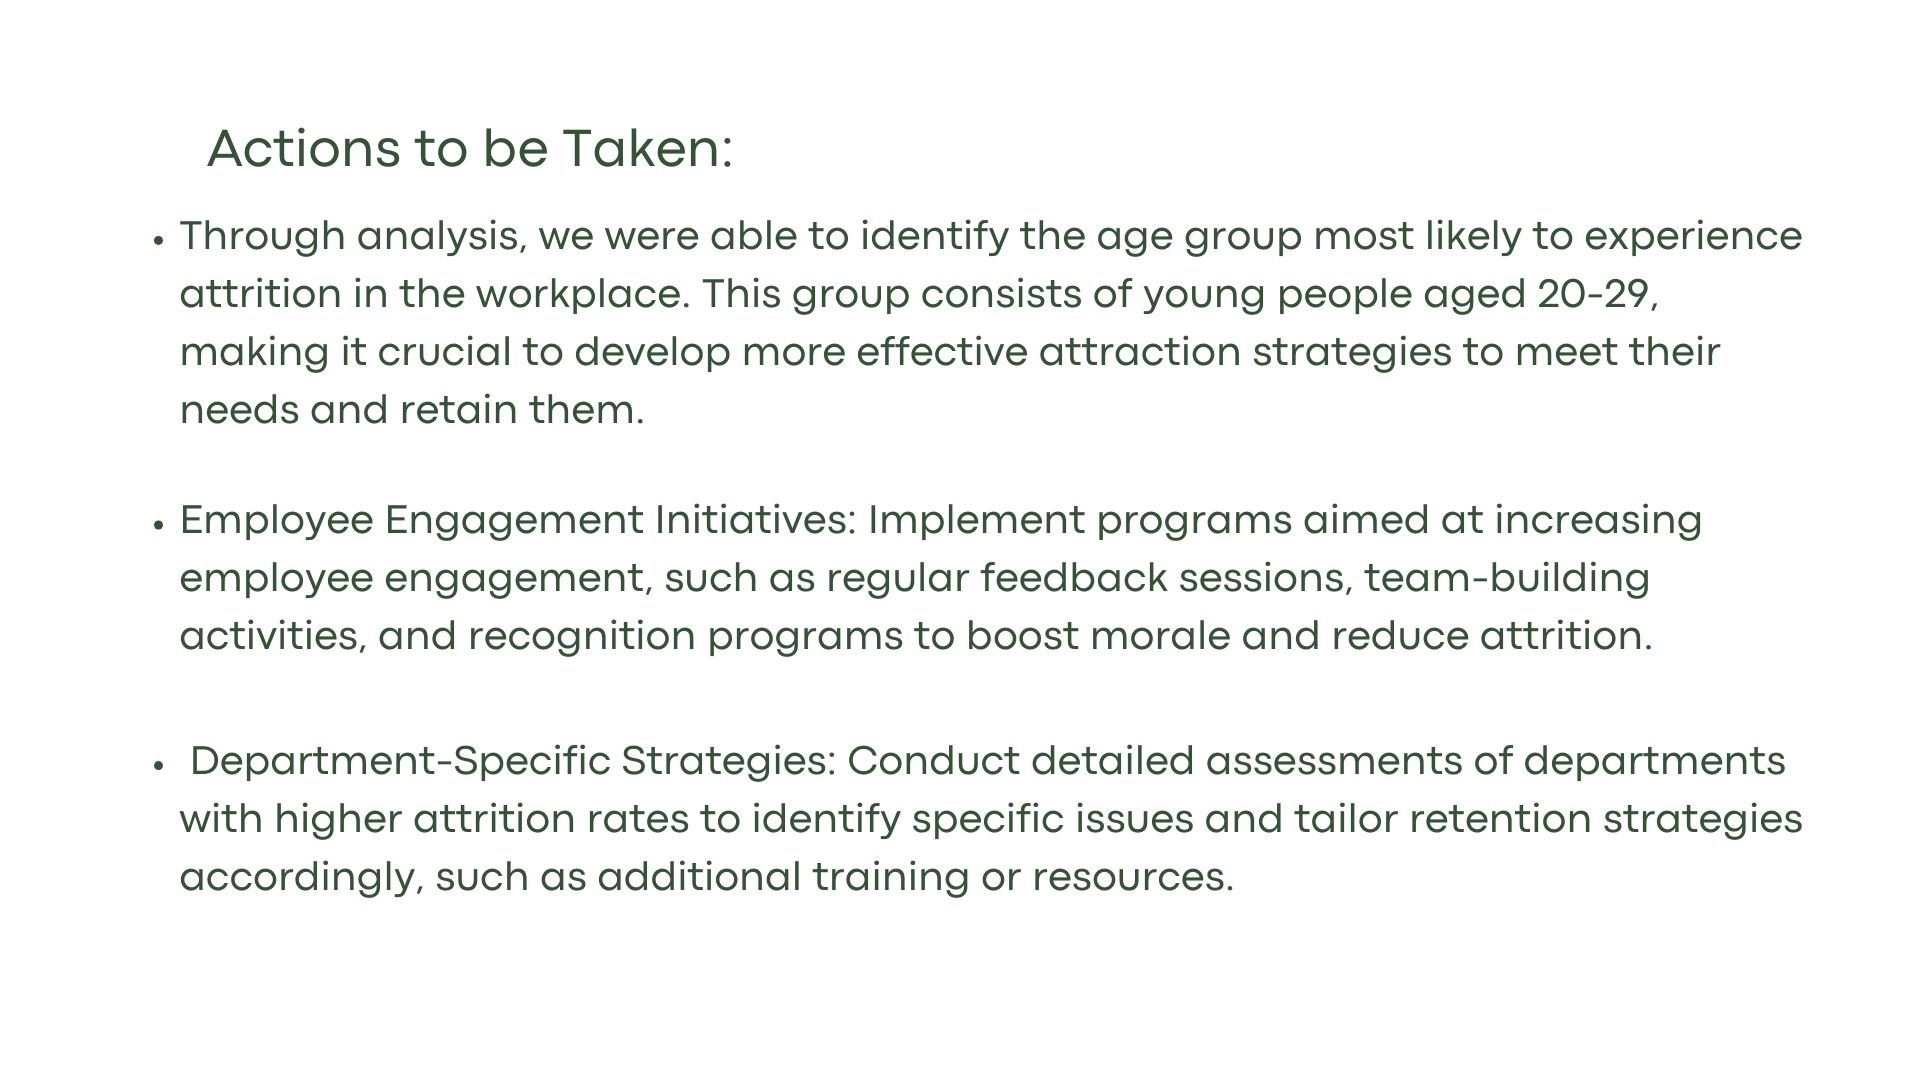 Actions to be Taken:
• Through analysis, we were able to identify the age group most likely to experience
attrition in the workplace. This group consists of young people aged 20-29,
making it crucial to develop more effective attraction strategies to meet their
needs and retain them.
• Employee Engagement Initiatives: Implement programs aimed at increasing
employee engagement, such as regular feedback sessions, team-building
activities, and recognition programs to boost morale and reduce attrition.
• Department-Specific Strategies: Conduct detailed assessments of departments
with higher attrition rates to identify specific issues and tailor retention strategies
accordingly, such as additional training or resources.